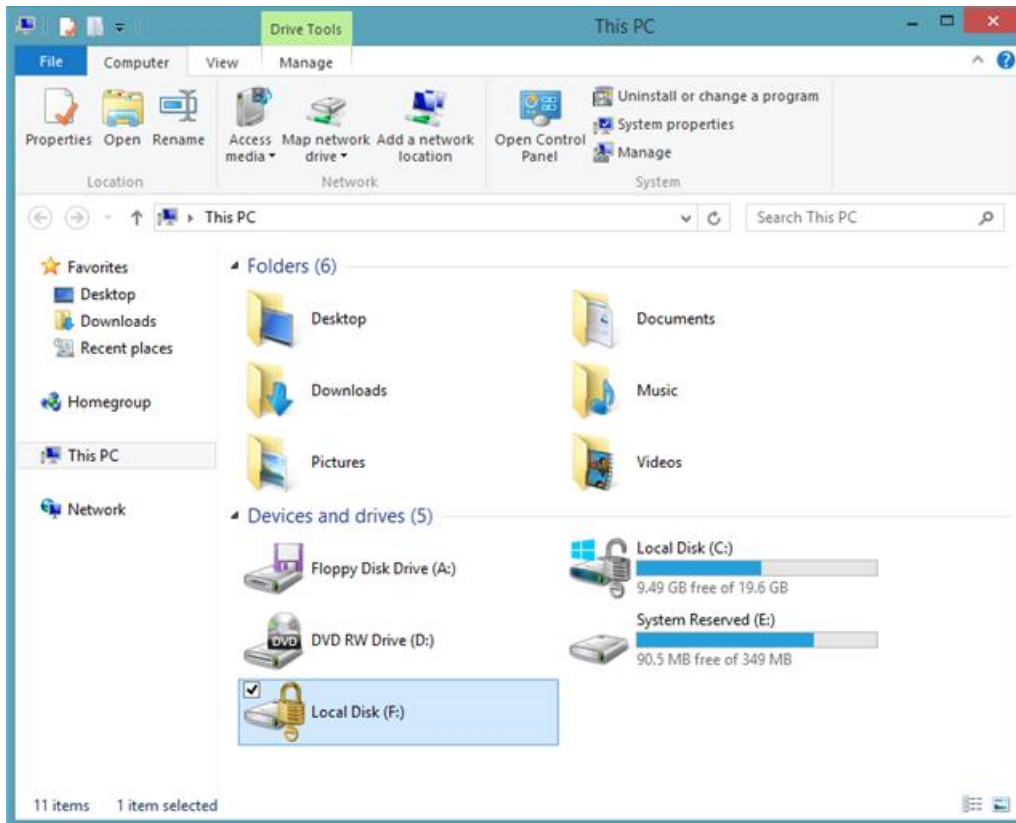 Drive Tools
This PC
File Computer View Manage
Properties Open Rename
Access media Map network drive Add a network location
Open Control Panel
Uninstall or change a program
System properties
Manage
Location Network System
This PC
Search This PC
Favorites
Desktop
Downloads
Recent places
Homegroup
This PC
Network
Folders (6)
Desktop
Documents
Downloads
Music
Pictures
Videos
Devices and drives (5)
Floppy Disk Drive (A:)
Local Disk (C:)
9.49 GB free of 19.6 GB
DVD
DVD RW Drive (D:)
System Reserved (E:)
90.5 MB free of 349 MB
Local Disk (F:)
11 items 1 item selected